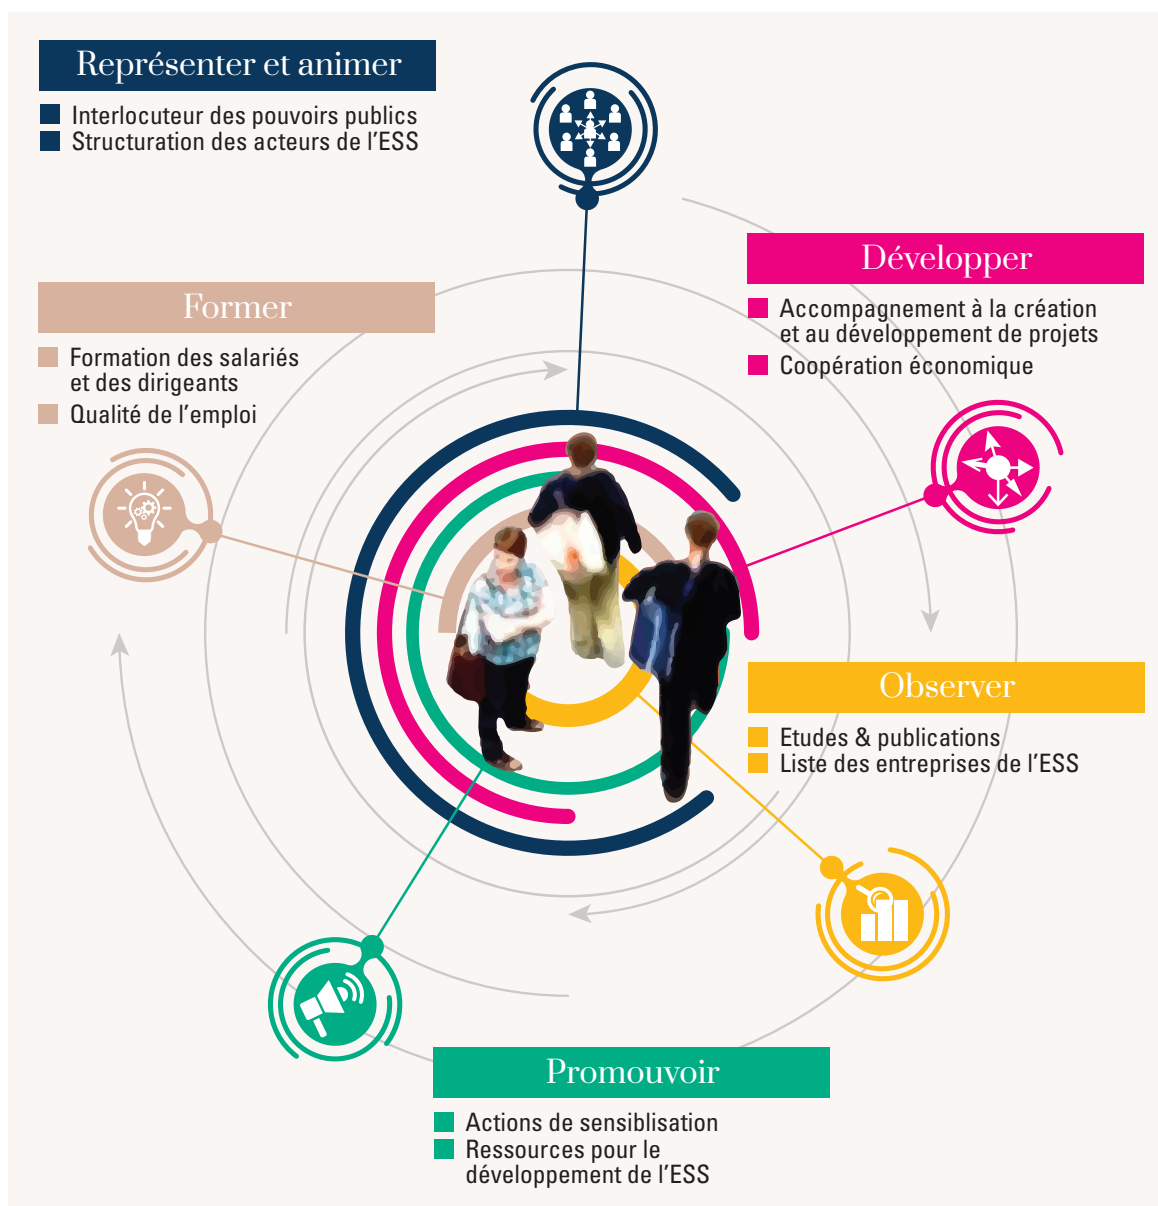 Représenter et animer
Interlocuteur des pouvoirs publics
Structuration des acteurs de l'ESS
Développer
Accompagnement à la création
et au développement de projets
Coopération économique
Former
Formation des salariés
et des dirigeants
Qualité de l'emploi
Observer
Etudes & publications
Liste des entreprises de l'ESS
Promouvoir
Actions de sensiblisation
Ressources pour le
développement de l'ESS